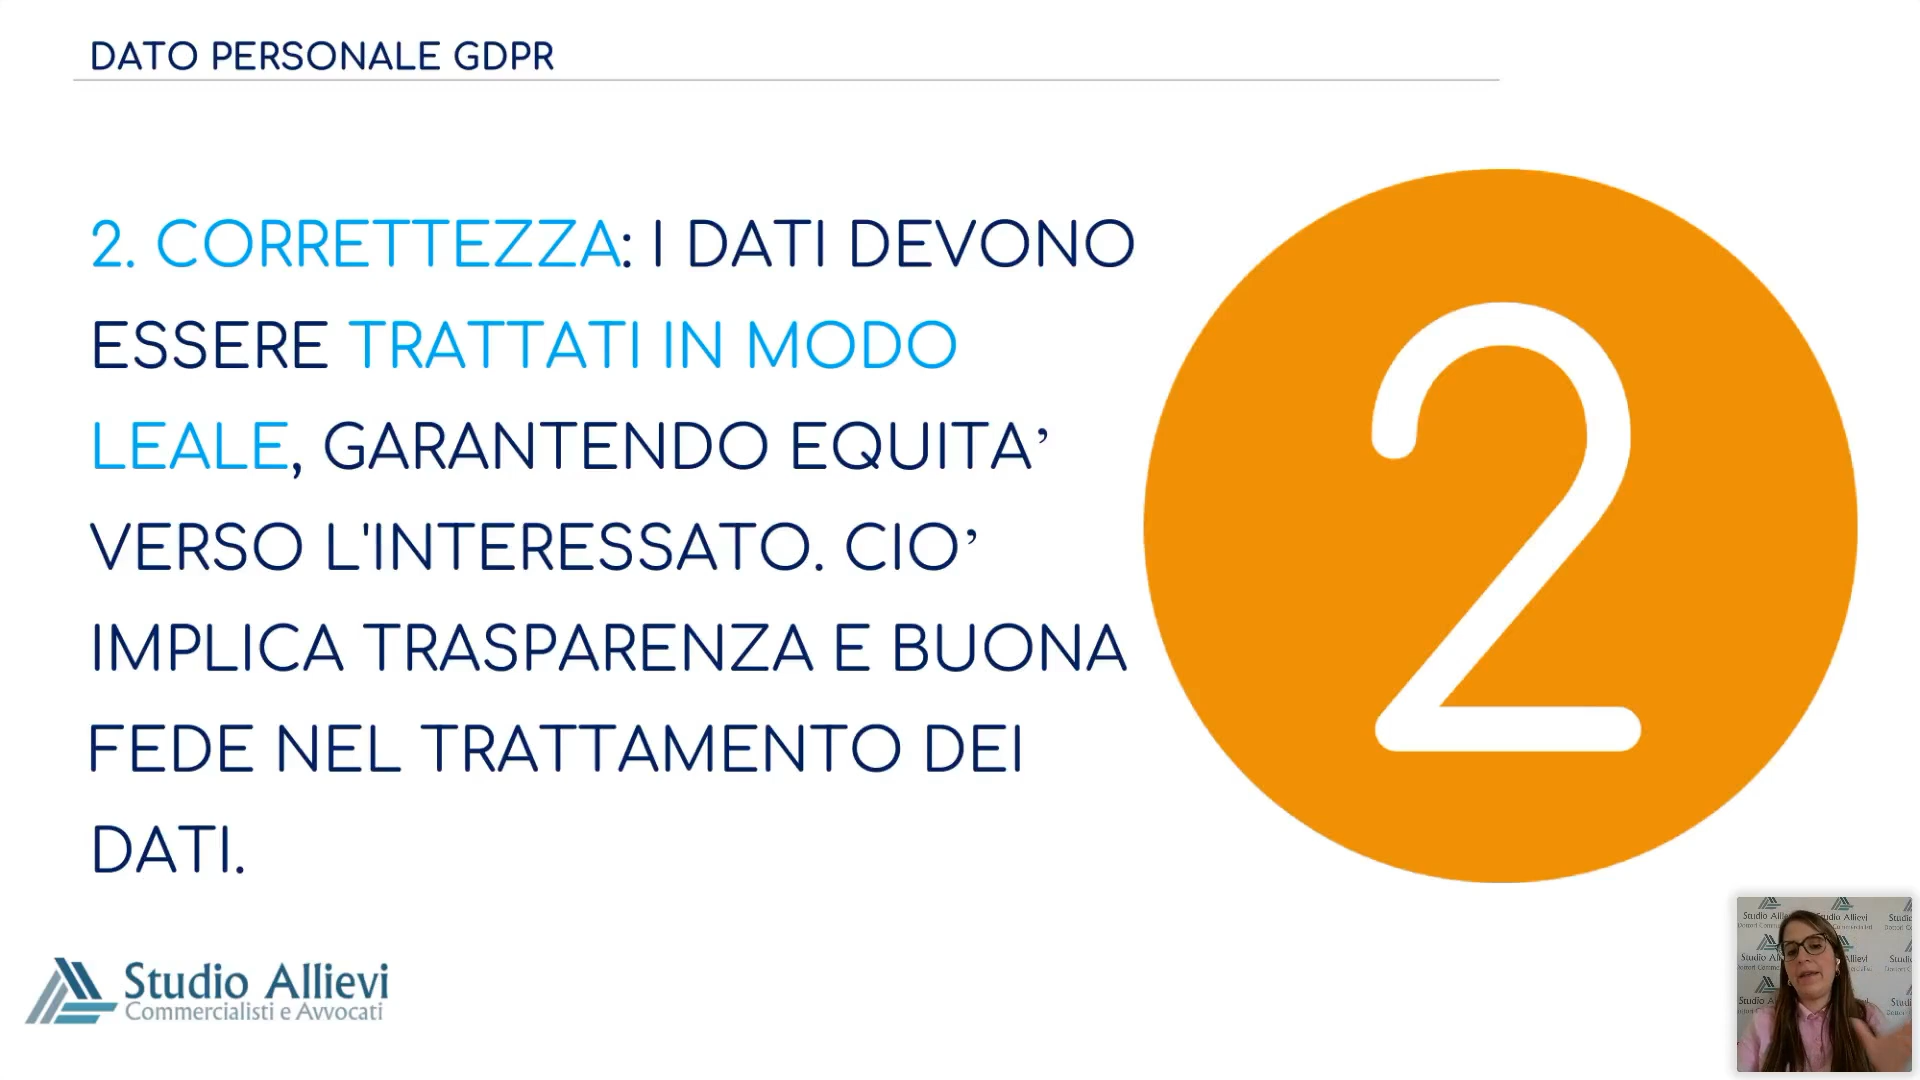 DATO PERSONALE GDPR
2. CORRETTEZZA: I DATI DEVONO
ESSERE TRATTATI IN MODO
LEALE, GARANTENDO EQUITA’
VERSO L'INTERESSATO. CIO’
IMPLICA TRASPARENZA E BUONA
FEDE NEL TRATTAMENTO DEI
DATI.
2
Studio Allievi
Commercialisti e Avvocati